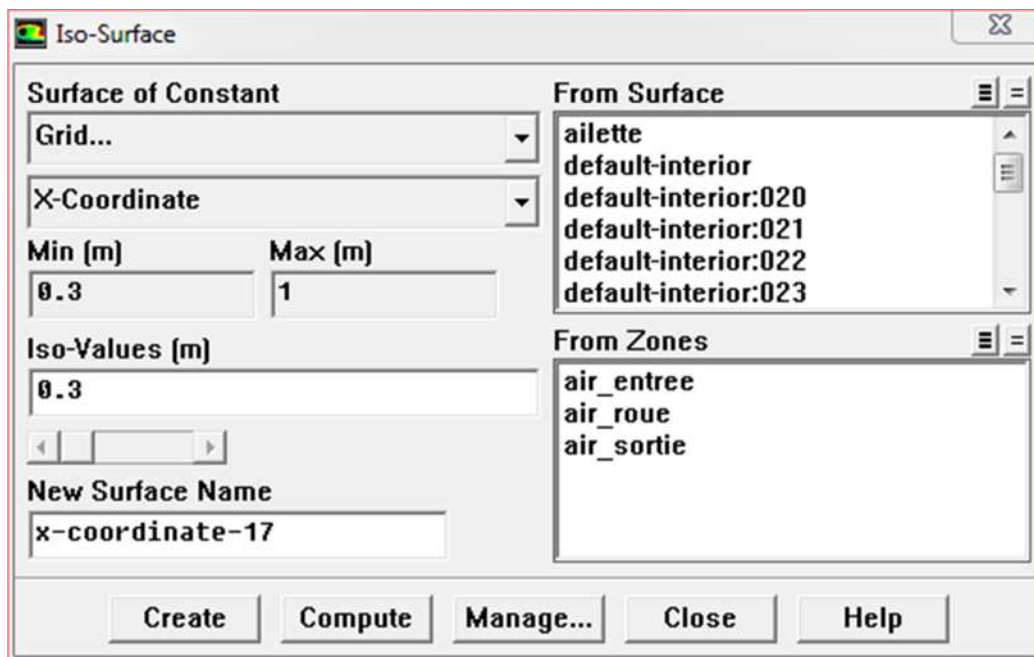 Iso-Surface
Surface of Constant
Grid...
X-Coordinate
Min (m) Max (m)
0.3 1
Iso-Values (m)
0.3
New Surface Name
x-coordinate-17
From Surface
ailette
default-interior
default-interior:020
default-interior:021
default-interior:022
default-interior:023
From Zones
air_entree
air_roue
air_sortie
Create Compute Manage... Close Help